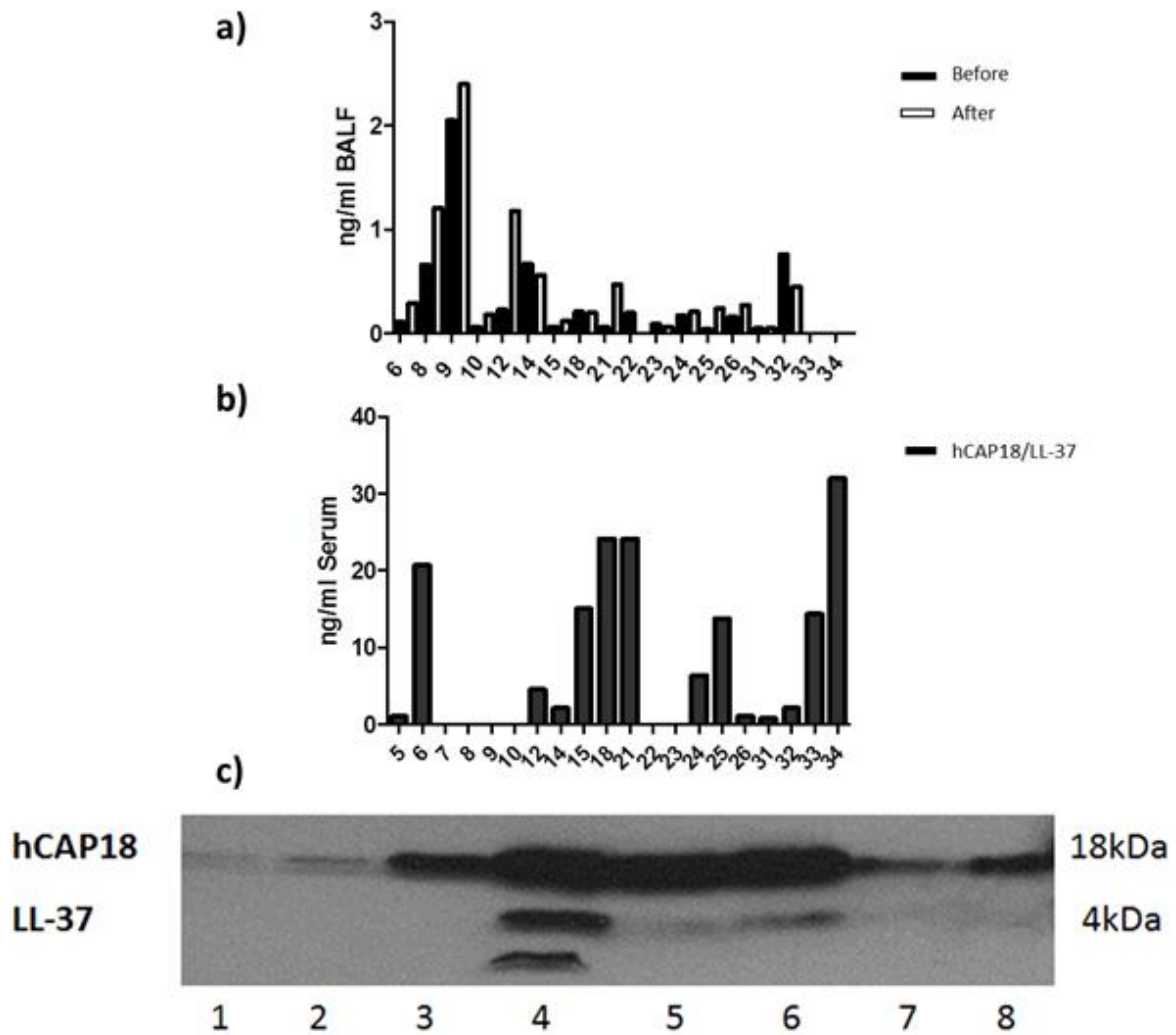 a)
3
2
1
0
ng/ml BALF
Before
After
6 8 9 10 12 14 15 18 21 22 23 24 25 26 31 32 33 34
b)
40
30
20
10
0
ng/ml Serum
hCAP18/LL-37
5 6 7 8 9 10 12 14 15 18 21 22 23 24 25 26 31 32 33 34
c)
hCAP18 18kDa
LL-37 4kDa
1 2 3 4 5 6 7 8